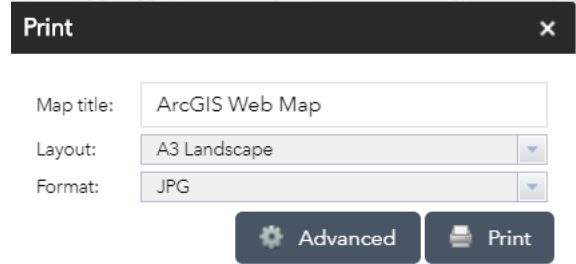 Print
Map title: ArcGIS Web Map
Layout: A3 Landscape
Format: JPG
Advanced Print